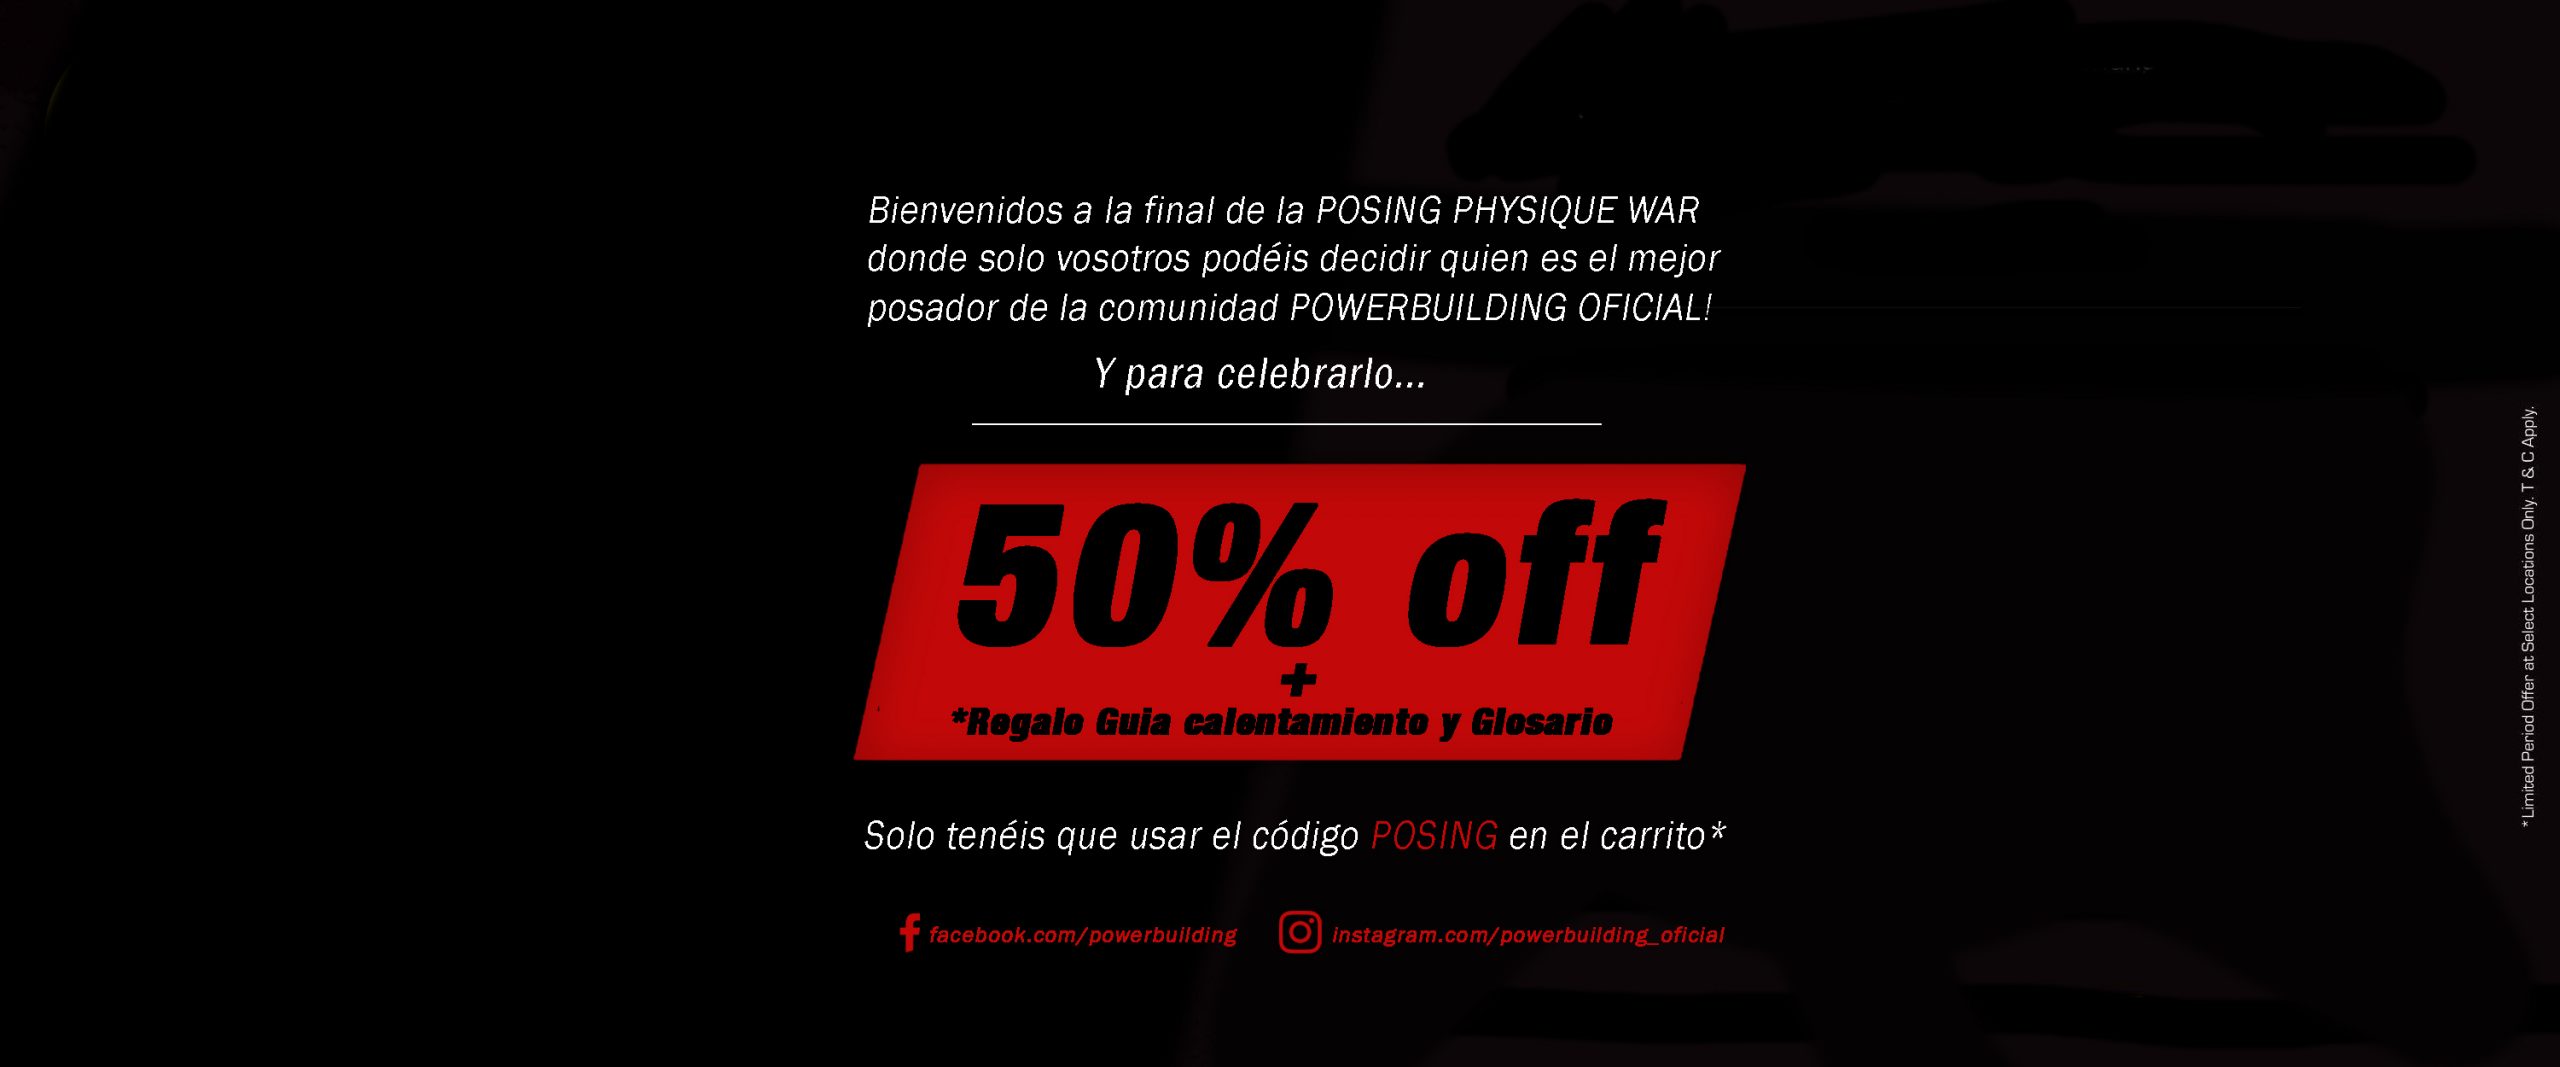 Bienvenidos a la final de la POSING PHYSIQUE WAR
donde solo vosotros podéis decidir quien es el mejor
posador de la comunidad POWERBUILDING OFICIAL!
Y para celebrarlo...
50% off
+
*Regalo Guia calentamiento y Glosario
Solo tenéis que usar el código POSING en el carrito*
facebook.com/powerbuilding
instagram.com/powerbuilding_oficial
*Limited Period Offer at Select Locations Only. T & C Apply.